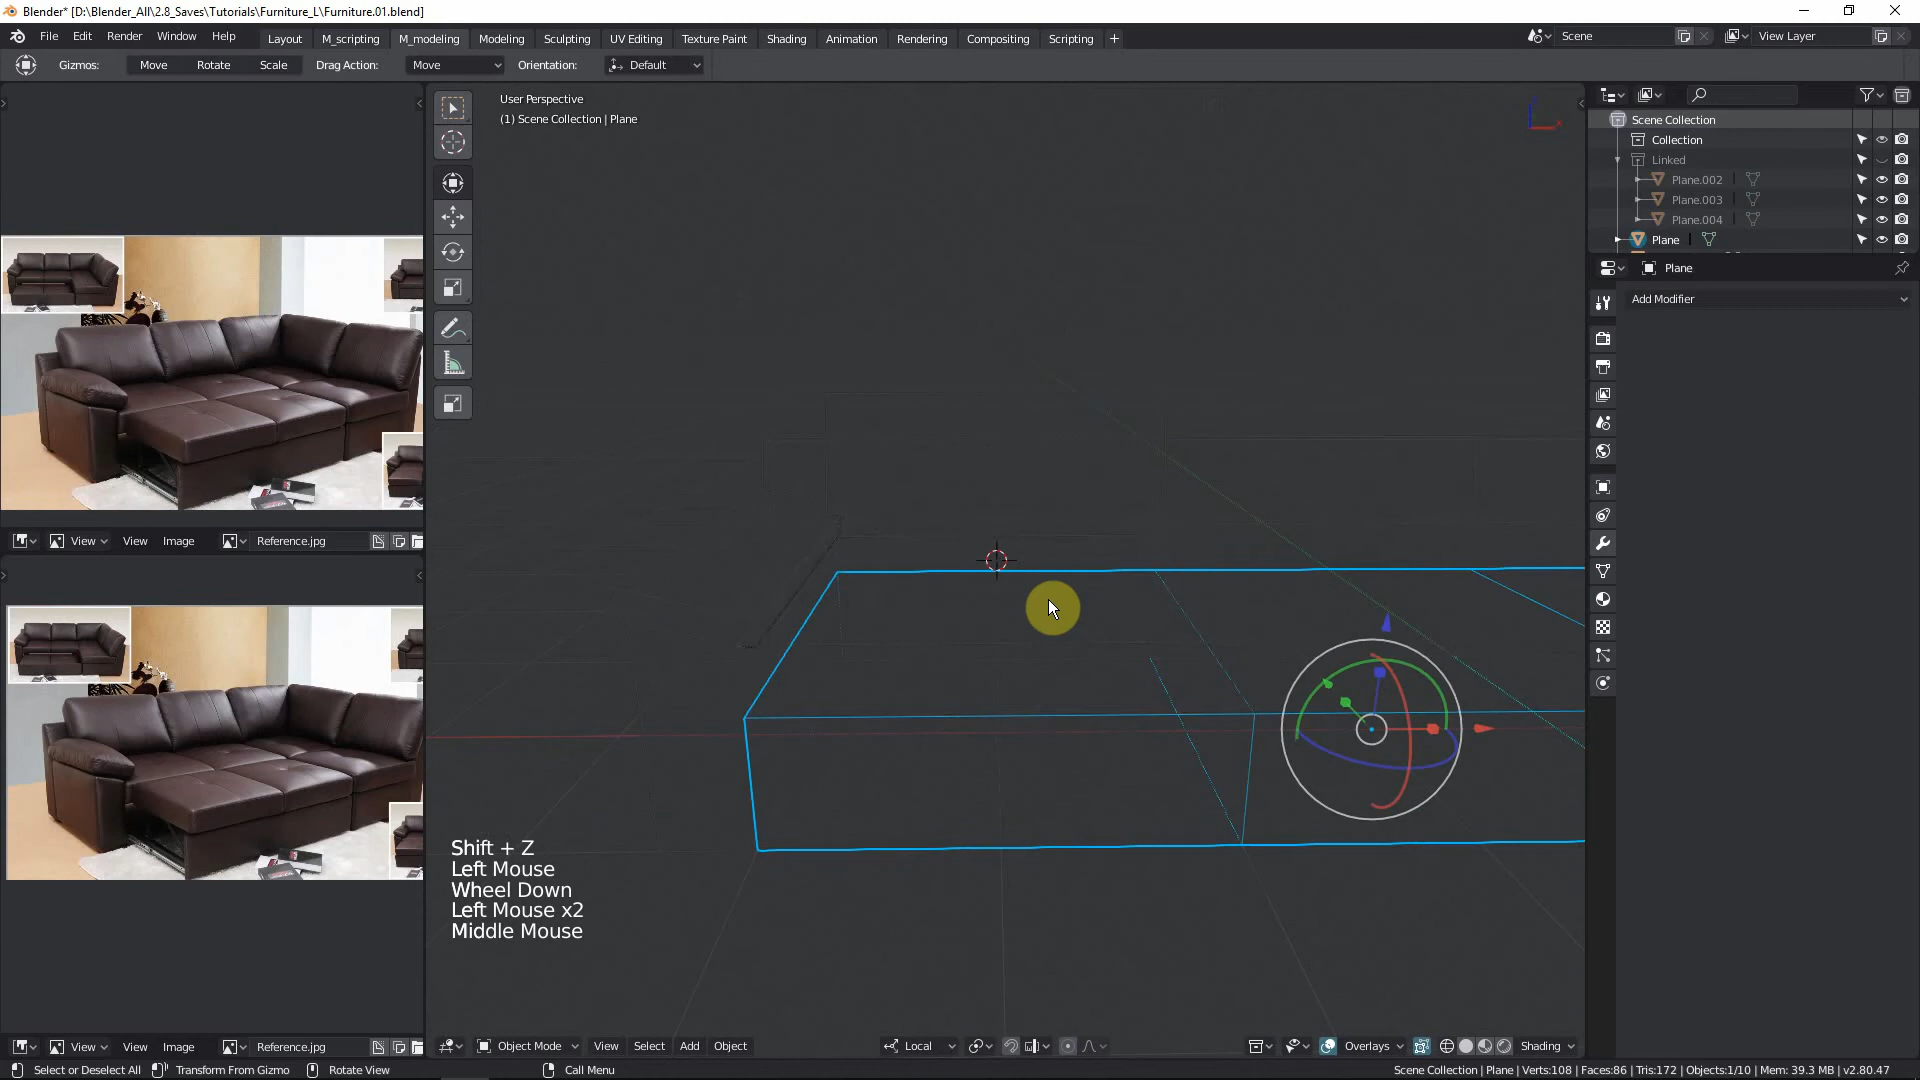 Blender* [D:\Blender_All\2.8_Saves\Tutorials\Furniture_L\Furniture.01.blend]
File Edit Render Window Help Layout M_scripting M_modeling Modeling Sculpting UV Editing Texture Paint Shading Animation Rendering Compositing Scripting + Scene View Layer
Gizmos: Move Rotate Scale Drag Action: Move Orientation: Default
User Perspective
(1) Scene Collection | Plane
Scene Collection
Collection
Linked
Plane.002
Plane.003
Plane.004
Plane
Plane
Add Modifier
View View Image Reference.jpg
Shift + Z
Left Mouse
Wheel Down
Left Mouse x2
Middle Mouse
View View Image Reference.jpg
Object Mode View Select Add Object Local Overlays Shading
Select or Deselect All Transform From Gizmo Rotate View Call Menu Scene Collection | Plane | Verts:108 | Faces:86 | Tris:172 | Objects:1/10 | Mem: 39.3 MB | v2.80.47